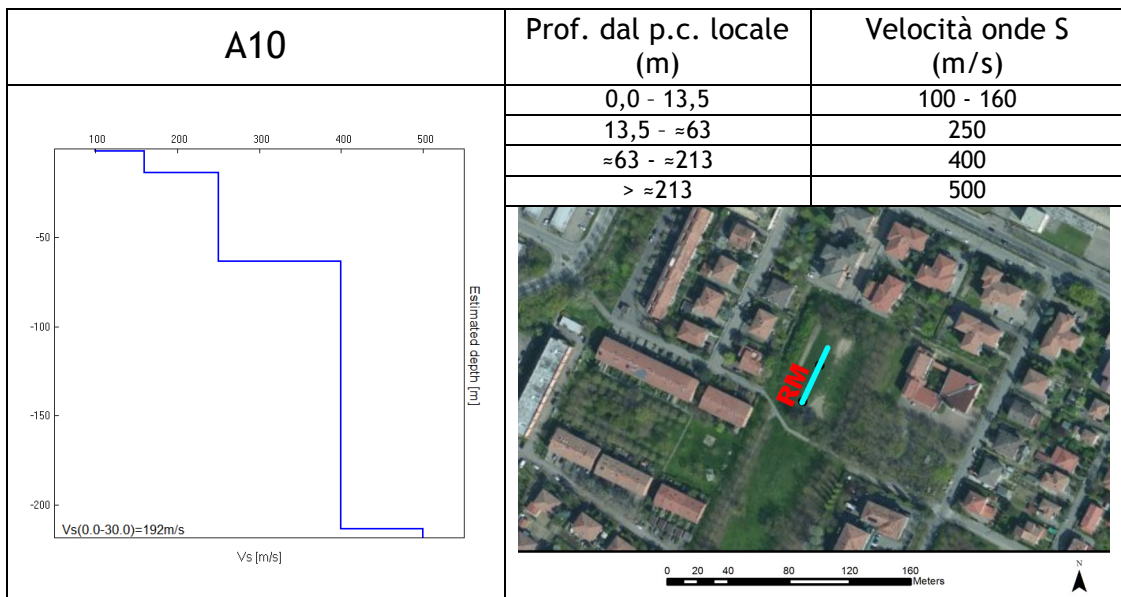 A10
Prof. dal p.c. locale
(m)
Velocità onde S
(m/s)
0,0 – 13,5
100 - 160
13,5 – ≈63
250
≈63 - ≈213
400
> ≈213
500
100 200 300 400 500
-50
-100
-150
-200
Estimated depth [m]
Vs(0.0-30.0)=192m/s
Vs [m/s]
RM
0 20 40 80 120 160
Meters
N